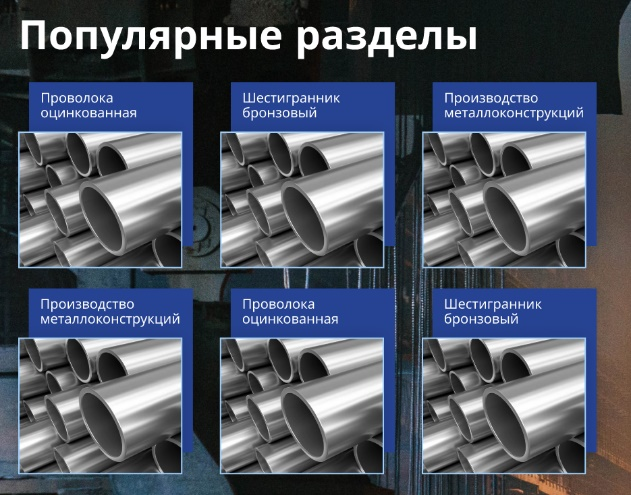 Популярные разделы
Проволока
оцинкованная
Шестигранник
бронзовый
Производство
металлоконструкций
Производство
металлоконструкций
Проволока
оцинкованная
Шестигранник
бронзовый